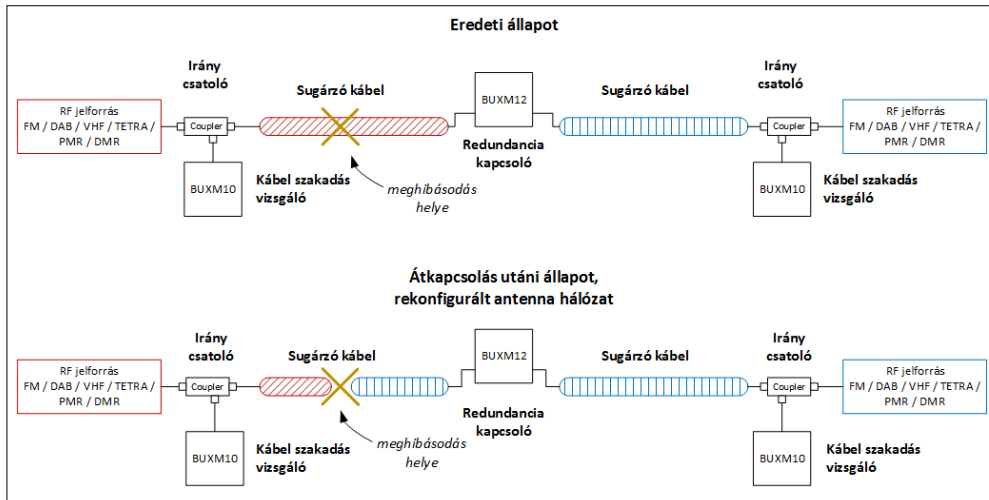 Eredeti állapot
Irány
csatoló
Sugárzó kábel
BUXM12
Sugárzó kábel
Irány
csatoló
RF jelforrás
FM / DAB / VHF / TETRA /
PMR / DMR
Coupler
Redundancia
kapcsoló
Coupler
RF jelforrás
FM / DAB / VHF / TETRA /
PMR / DMR
BUXM10
Kábel szakadás
vizsgáló
meghibásodás
helye
BUXM10
Kábel szakadás
vizsgáló
Átkapcsolás utáni állapot,
rekonfigurált antenna hálózat
Irány
csatoló
Sugárzó kábel
BUXM12
Sugárzó kábel
Irány
csatoló
RF jelforrás
FM / DAB / VHF / TETRA /
PMR / DMR
Coupler
Redundancia
kapcsoló
Coupler
RF jelforrás
FM / DAB / VHF / TETRA /
PMR / DMR
BUXM10
Kábel szakadás
vizsgáló
meghibásodás
helye
BUXM10
Kábel szakadás
vizsgáló